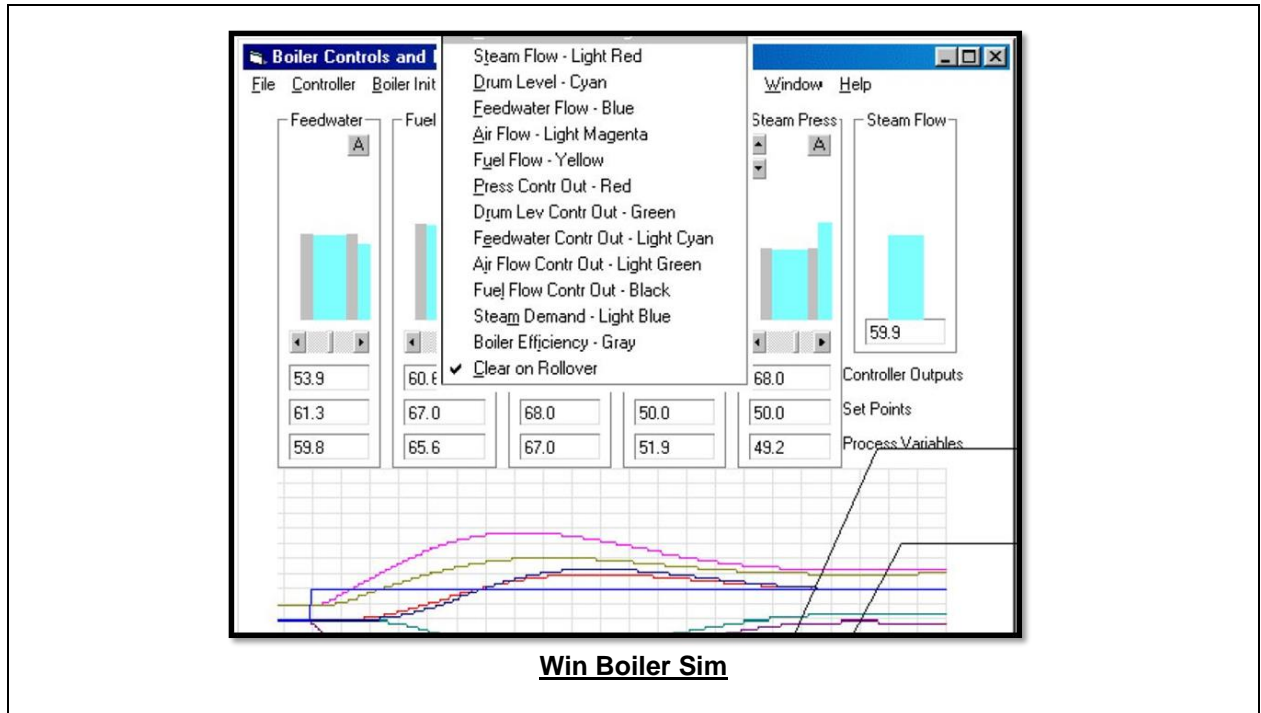 Boiler Controls and
File Controller Boiler Init Window Help
Steam Flow - Light Red
Drum Level - Cyan
Feedwater Flow - Blue
Air Flow - Light Magenta
Fuel Flow - Yellow
Press Contr Out - Red
Drum Lev Contr Out - Green
Feedwater Contr Out - Light Cyan
Air Flow Contr Out - Light Green
Fuel Flow Contr Out - Black
Steam Demand - Light Blue
Boiler Efficiency - Gray
Clear on Rollover
Feedwater Fuel Steam Press Steam Flow
A A
59.9
53.9 60.6 68.0 Controller Outputs
61.3 67.0 68.0 50.0 50.0 Set Points
59.8 65.6 67.0 51.9 49.2 Process Variables
Win Boiler Sim